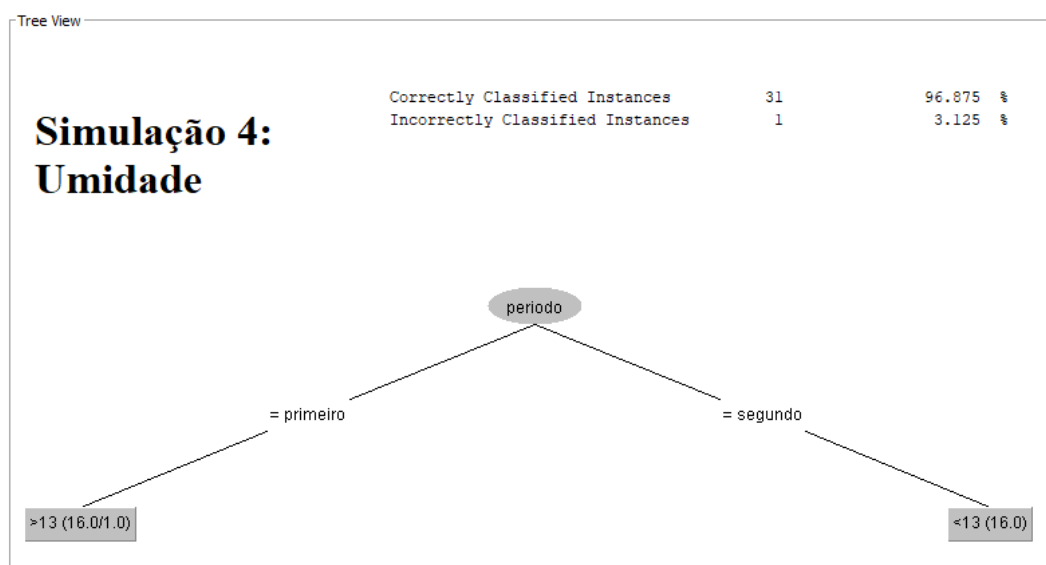 Tree View
Correctly Classified Instances 31 96.875 %
Incorrectly Classified Instances 1 3.125 %
Simulação 4:
Umidade
periodo
= primeiro = segundo
>13 (16.0/1.0) <13 (16.0)